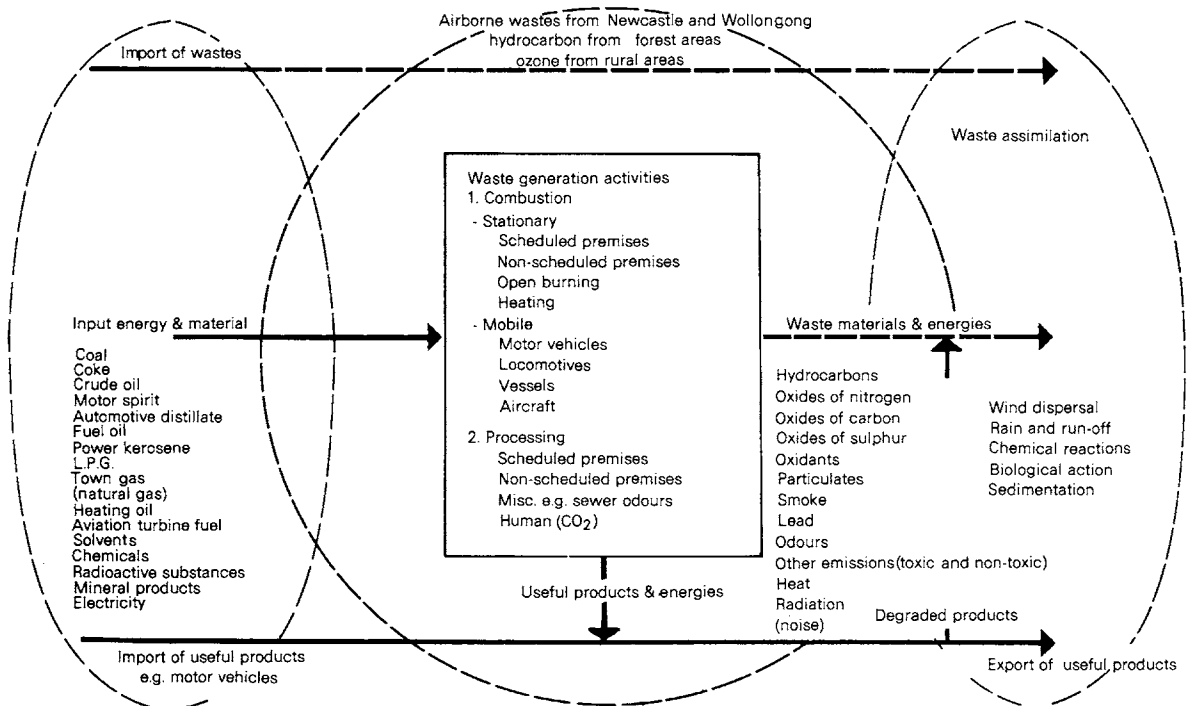 Airborne wastes from Newcastle and Wollongong
hydrocarbon from forest areas
ozone from rural areas
Import of wastes
Waste assimilation
Waste generation activities
1. Combustion
- Stationary
Scheduled premises
Non-scheduled premises
Open burning
Heating
- Mobile
Motor vehicles
Locomotives
Vessels
Aircraft
2. Processing
Scheduled premises
Non-scheduled premises
Misc. e.g. sewer odours
Human (CO₂)
Input energy & material
Coal
Coke
Crude oil
Motor spirit
Automotive distillate
Fuel oil
Power kerosene
L.P.G.
Town gas
(natural gas)
Heating oil
Aviation turbine fuel
Solvents
Chemicals
Radioactive substances
Mineral products
Electricity
Waste materials & energies
Hydrocarbons
Oxides of nitrogen
Oxides of carbon
Oxides of sulphur
Oxidants
Particulates
Smoke
Lead
Odours
Other emissions (toxic and non-toxic)
Heat
Radiation
(noise)
Wind dispersal
Rain and run-off
Chemical reactions
Biological action
Sedimentation
Useful products & energies
Degraded products
Import of useful products
e.g. motor vehicles
Export of useful products